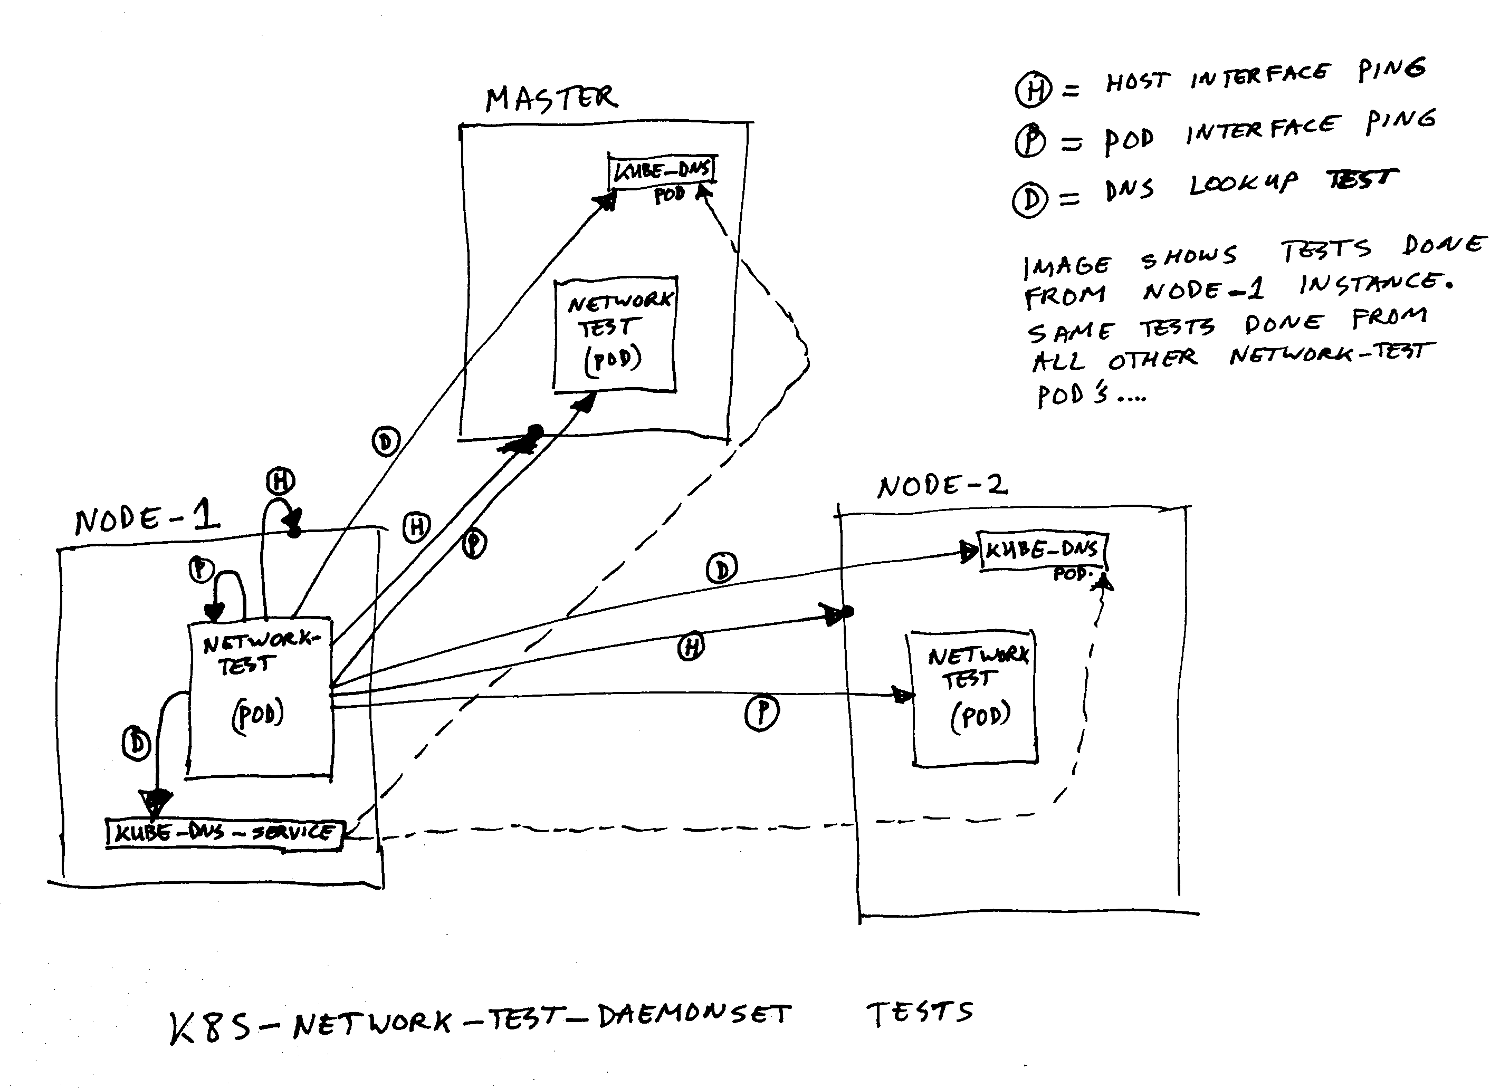 MASTER
KUBE-DNS
POD
NETWORK
TEST
(POD)
Ⓗ = HOST INTERFACE PING
Ⓟ = POD INTERFACE PING
Ⓓ = DNS LOOKUP TEST
IMAGE SHOWS TESTS DONE
FROM NODE-1 INSTANCE.
SAME TESTS DONE FROM
ALL OTHER NETWORK-TEST
POD'S....
D
H
H
P
NODE-1
P
NETWORK-
TEST
(POD)
D
KUBE-DNS-SERVICE
NODE-2
D
H
P
KUBE-DNS
POD.
NETWORK
TEST
(POD)
K8S-NETWORK-TEST-DAEMONSET TESTS